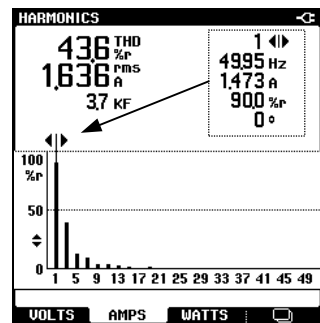 HARMONICS
43,6 THD %r
1,636 rms A
3,7 KF
1
49,95 Hz
1,473 A
90,0 %r
0 °
100
%r
50
0
1 5 9 13 17 21 25 29 33 37 41 45 49
VOLTS AMPS WATTS